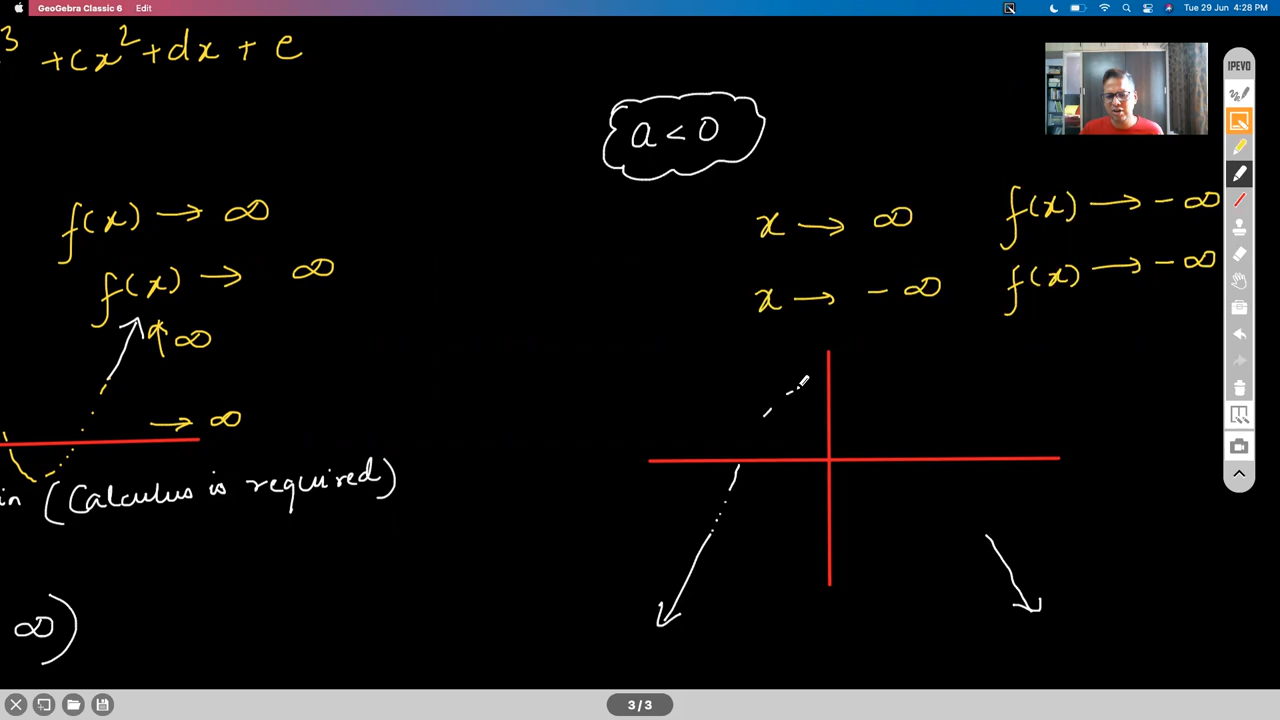 GeoGebra Classic 6 Edit Tue 29 Jun 4:28 PM
3 + cx² + dx + e
IPEVO
a < 0
f(x) → ∞
x → ∞ f(x) → - ∞
f(x) → ∞
x → - ∞ f(x) → - ∞
↑ ∞
→ ∞
in (Calculus is required)
∞)
3 / 3